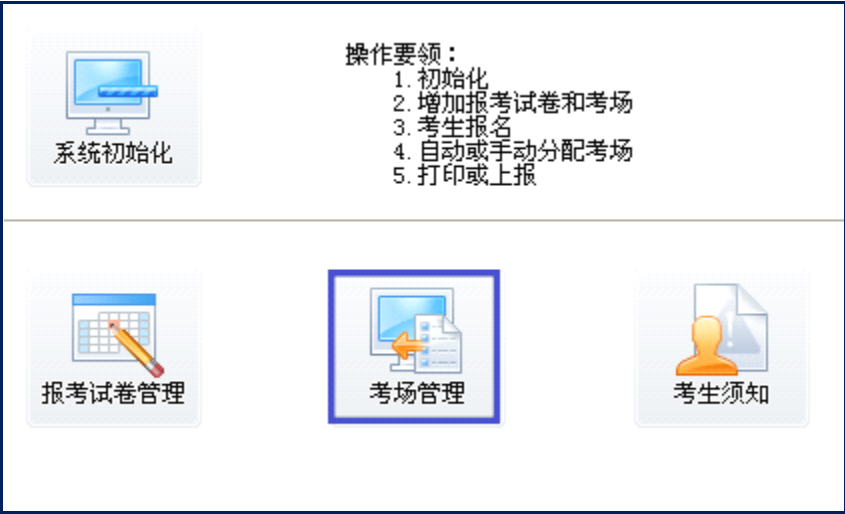 操作要领：
1.初始化
2.增加报考试卷和考场
3.考生报名
4.自动或手动分配考场
5.打印或上报
系统初始化
报考试卷管理
考场管理
考生须知